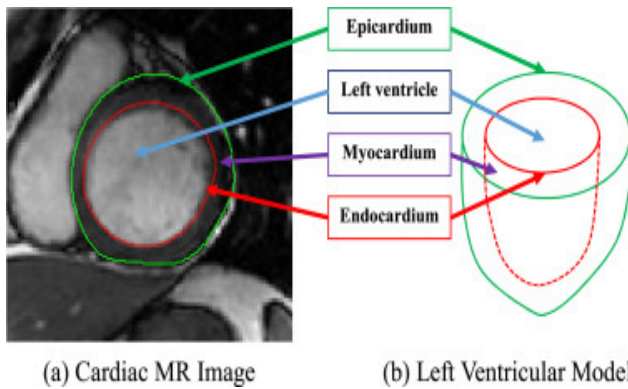 Epicardium
Left ventricle
Myocardium
Endocardium
(a) Cardiac MR Image
(b) Left Ventricular Model